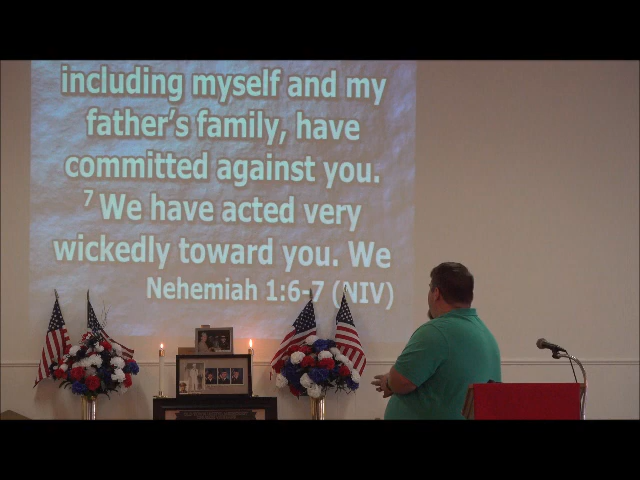 including myself and my
father's family, have
committed against you.
7 We have acted very
wickedly toward you. We
Nehemiah 1:6-7 (NIV)